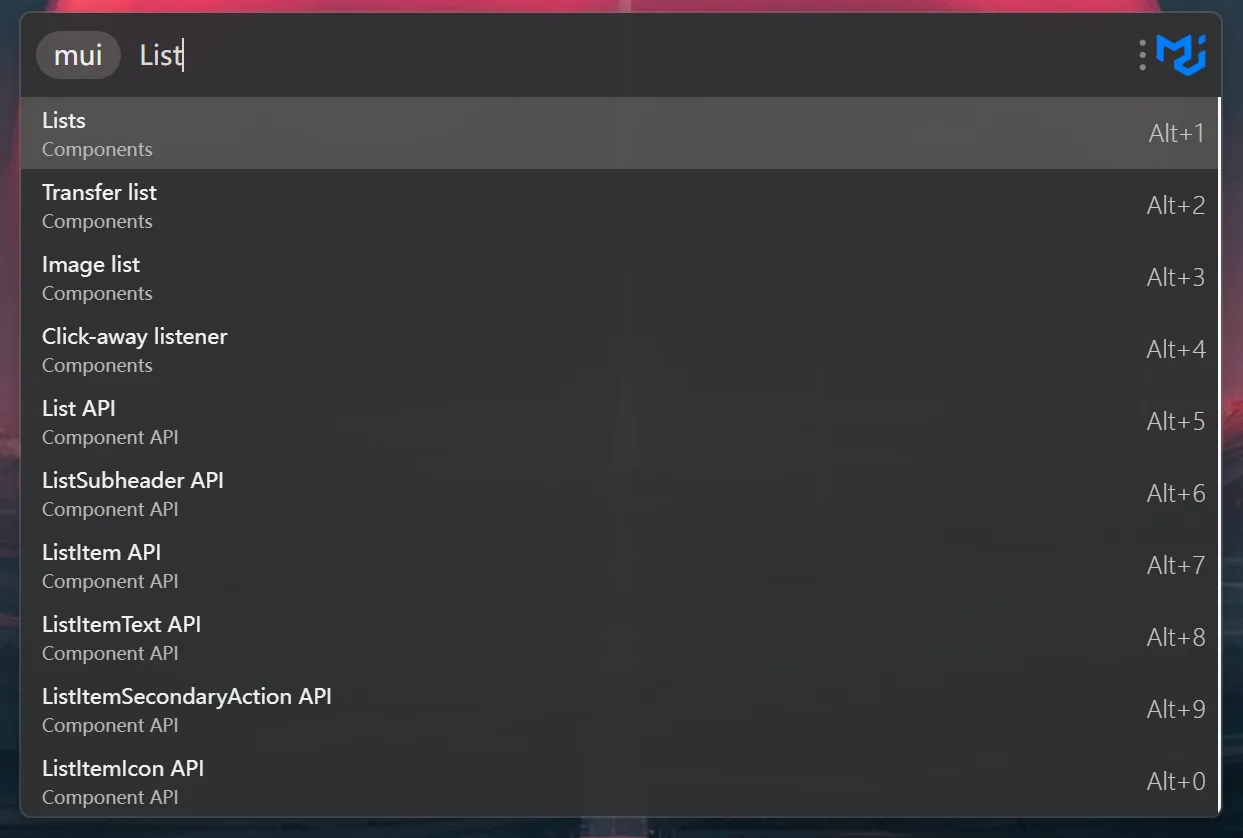 mui List
Lists
Components
Alt+1
Transfer list
Components
Alt+2
Image list
Components
Alt+3
Click-away listener
Components
Alt+4
List API
Component API
Alt+5
ListSubheader API
Component API
Alt+6
ListItem API
Component API
Alt+7
ListItemText API
Component API
Alt+8
ListItemSecondaryAction API
Component API
Alt+9
ListItemIcon API
Component API
Alt+0